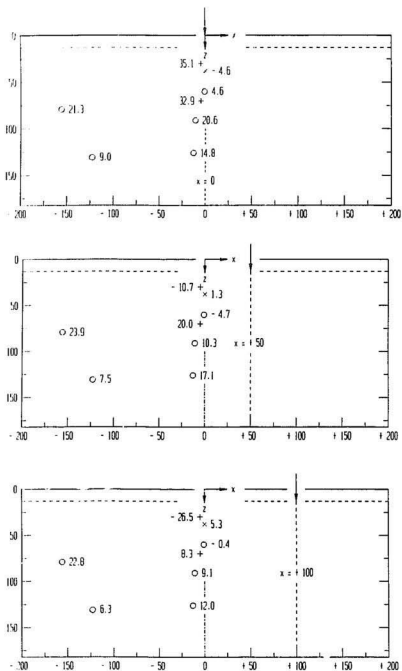 0
z
35.1 + × - 4.6
50
○ 4.6
32.9 +
○ 21.3
○ 20.6
100
○ 9.0
○ 14.8
150
x = 0
- 200 - 150 - 100 - 50 0 + 50 + 100 + 150 + 200
0
x
z
- 10.7 + × 1.3
50
○ - 4.7
20.0 +
○ 23.9
○ 10.3
x = + 50
100
○ 7.5
○ 17.1
150
- 200 - 150 - 100 - 50 0 + 50 + 100 + 150 + 200
0
x
z
- 26.5 + × 5.3
50
○ - 0.4
8.3 +
○ 22.8
○ 9.1
x = + 100
100
○ 6.3
○ 12.0
150
- 200 - 150 - 100 - 50 0 + 50 + 100 + 150 + 200